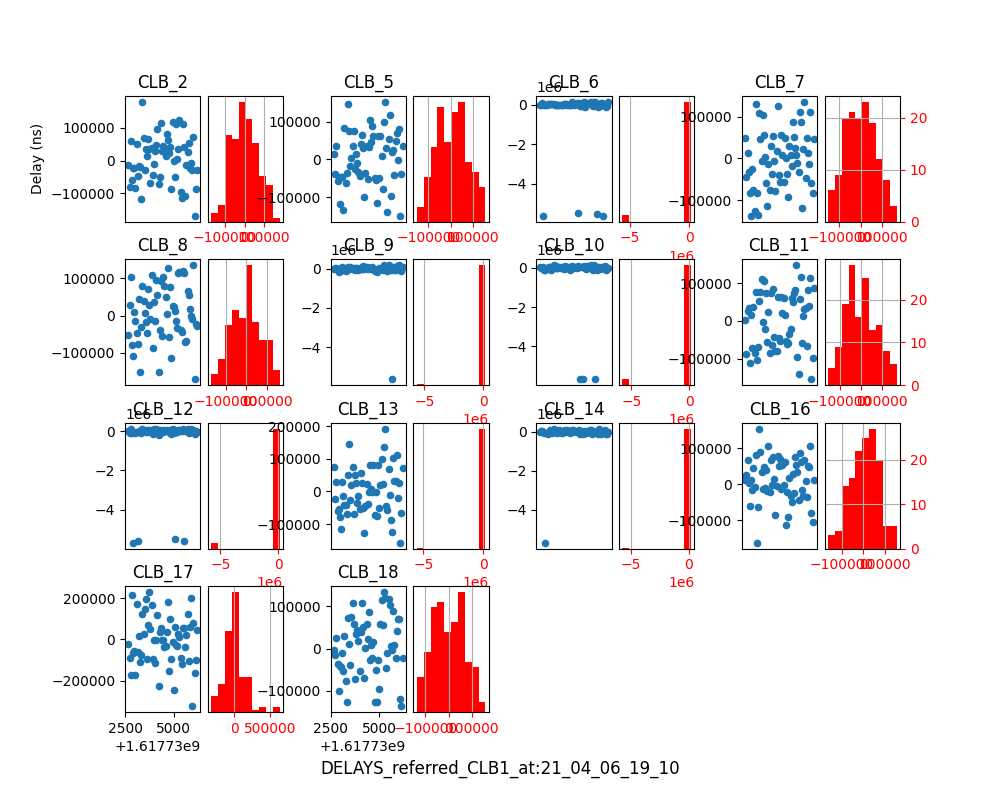 CLB_2 CLB_5 CLB_6 CLB_7
Delay (ns)
100000 0 −100000 −100000 100000
100000 0 −100000 −100000 100000
1e6 0 −2 −4 −5 0 1e6
100000 0 −100000 −100000 100000 20 10 0
CLB_8 CLB_9 CLB_10 CLB_11
100000 0 −100000 −100000 100000
1e6 0 −2 −4 −5 0 1e6
1e6 0 −2 −4 −5 0 1e6
100000 0 −100000 −100000 100000 20 10 0
CLB_12 CLB_13 CLB_14 CLB_16
1e6 0 −2 −4 −5 0 1e6
200000 100000 0 −100000 −5 0 1e6
1e6 0 −2 −4 −5 0 1e6
100000 0 −100000 −100000 100000 20 10 0
CLB_17 CLB_18
200000 0 −200000 2500 5000 +1.61773e9 0 500000
100000 0 −100000 2500 5000 +1.61773e9 −100000 100000
DELAYS_referred_CLB1_at:21_04_06_19_10